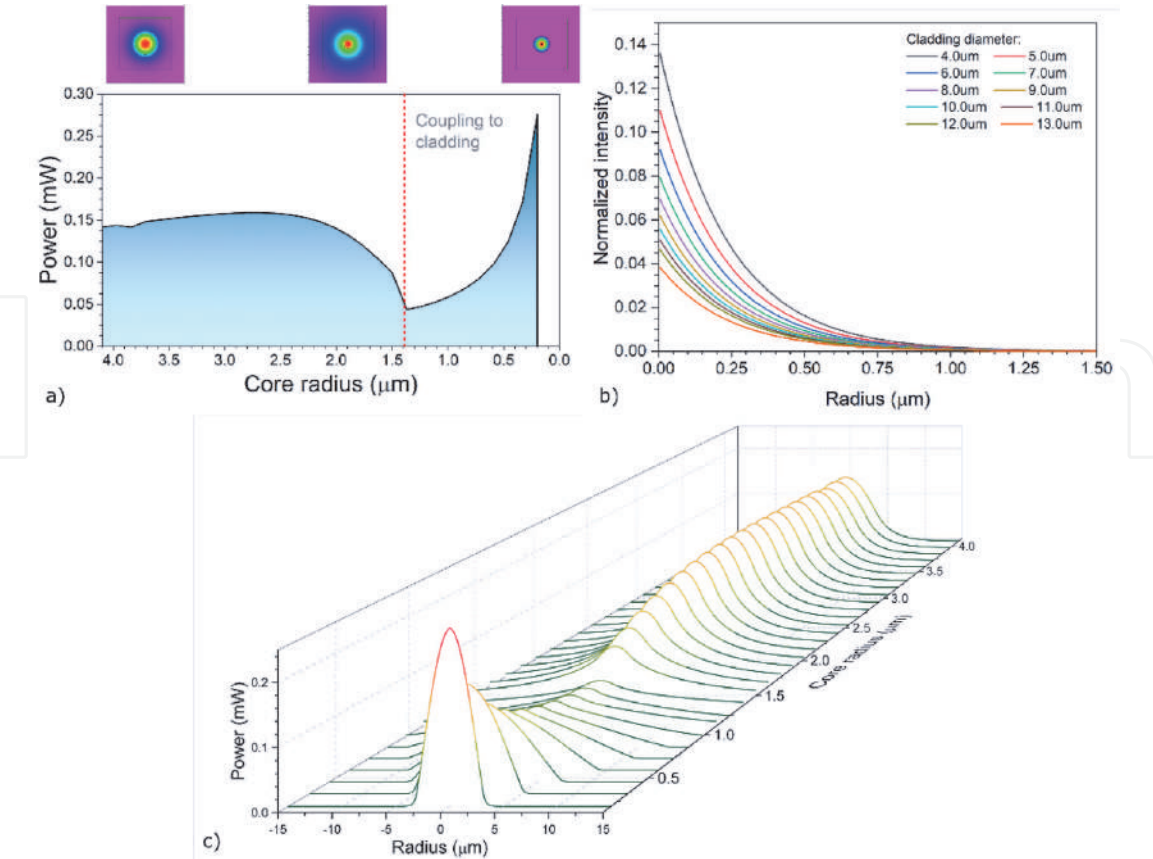 0.30
0.25
0.20
0.15
0.10
0.05
0.00
Power (mW)
Coupling to
cladding
4.0 3.5 3.0 2.5 2.0 1.5 1.0 0.5 0.0
Core radius (μm)
a)
0.14
0.12
0.10
0.08
0.06
0.04
0.02
0.00
Normalized intensity
Cladding diameter:
4.0um 5.0um
6.0um 7.0um
8.0um 9.0um
10.0um 11.0um
12.0um 13.0um
0.00 0.25 0.50 0.75 1.00 1.25 1.50
Radius (μm)
b)
0.2
0.1
0.0
Power (mW)
-15 -10 -5 0 5 10 15
Radius (μm)
0.5
1.0
1.5
2.0
2.5
3.0
3.5
4.0
Core radius (μm)
c)